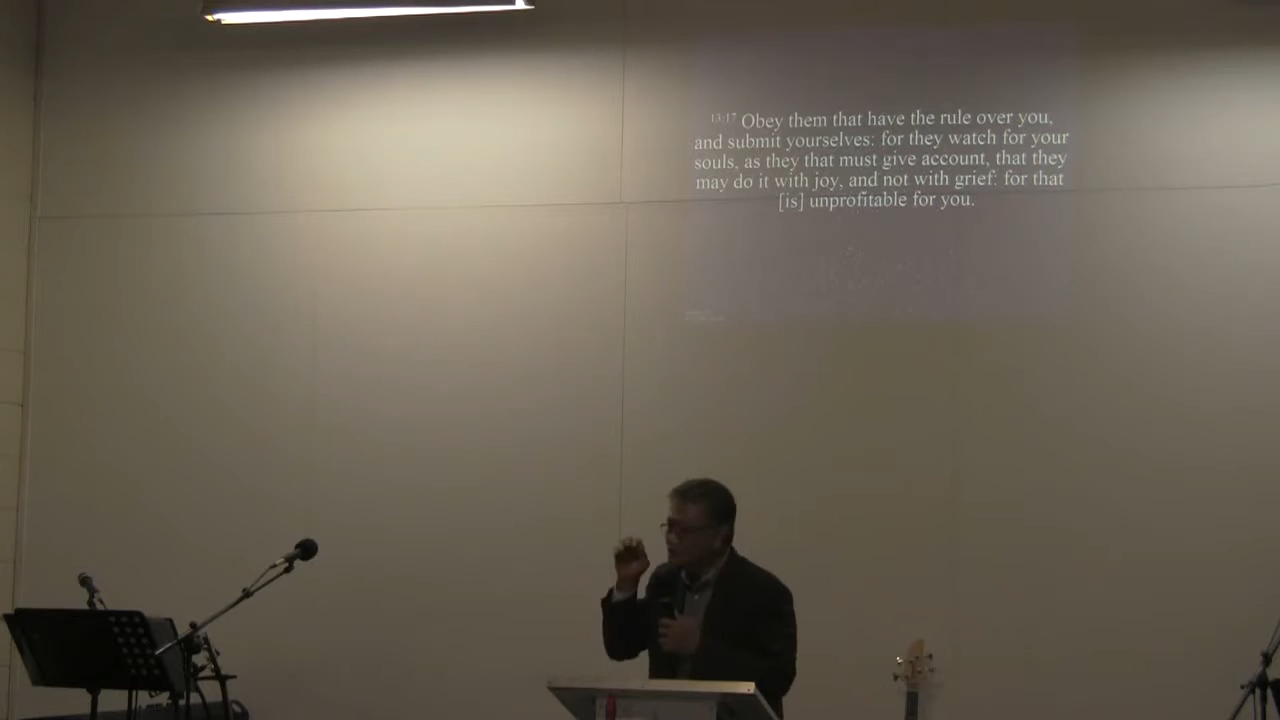 13:17 Obey them that have the rule over you,
and submit yourselves: for they watch for your
souls, as they that must give account, that they
may do it with joy, and not with grief: for that
[is] unprofitable for you.